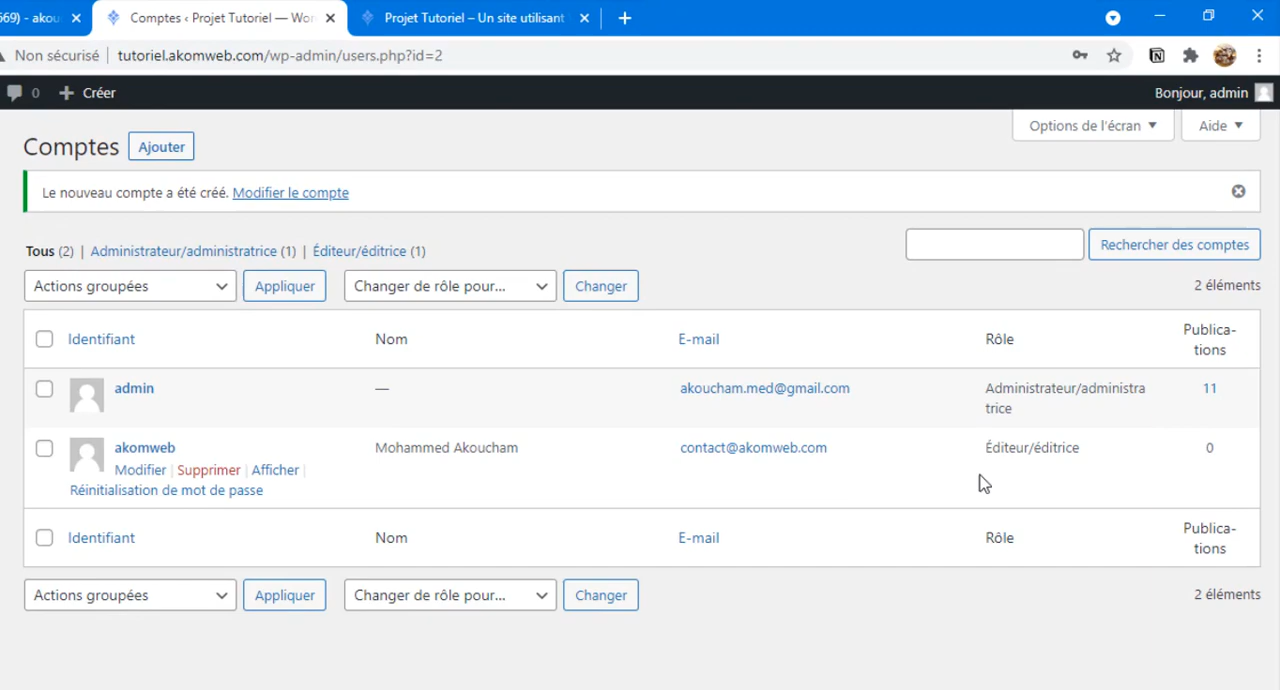 669) - akou
Comptes ‹ Projet Tutoriel — Wor
Projet Tutoriel – Un site utilisant
Non sécurisé
tutoriel.akomweb.com/wp-admin/users.php?id=2
0
Créer
Bonjour, admin
Comptes
Ajouter
Options de l'écran
Aide
Le nouveau compte a été créé. Modifier le compte
Tous (2) | Administrateur/administratrice (1) | Éditeur/éditrice (1)
Rechercher des comptes
Actions groupées
Appliquer
Changer de rôle pour...
Changer
2 éléments
Identifiant
Nom
E-mail
Rôle
Publica-
tions
admin
—
akoucham.med@gmail.com
Administrateur/administra
trice
11
akomweb
Mohammed Akoucham
contact@akomweb.com
Éditeur/éditrice
0
Modifier | Supprimer | Afficher |
Réinitialisation de mot de passe
Identifiant
Nom
E-mail
Rôle
Publica-
tions
Actions groupées
Appliquer
Changer de rôle pour...
Changer
2 éléments